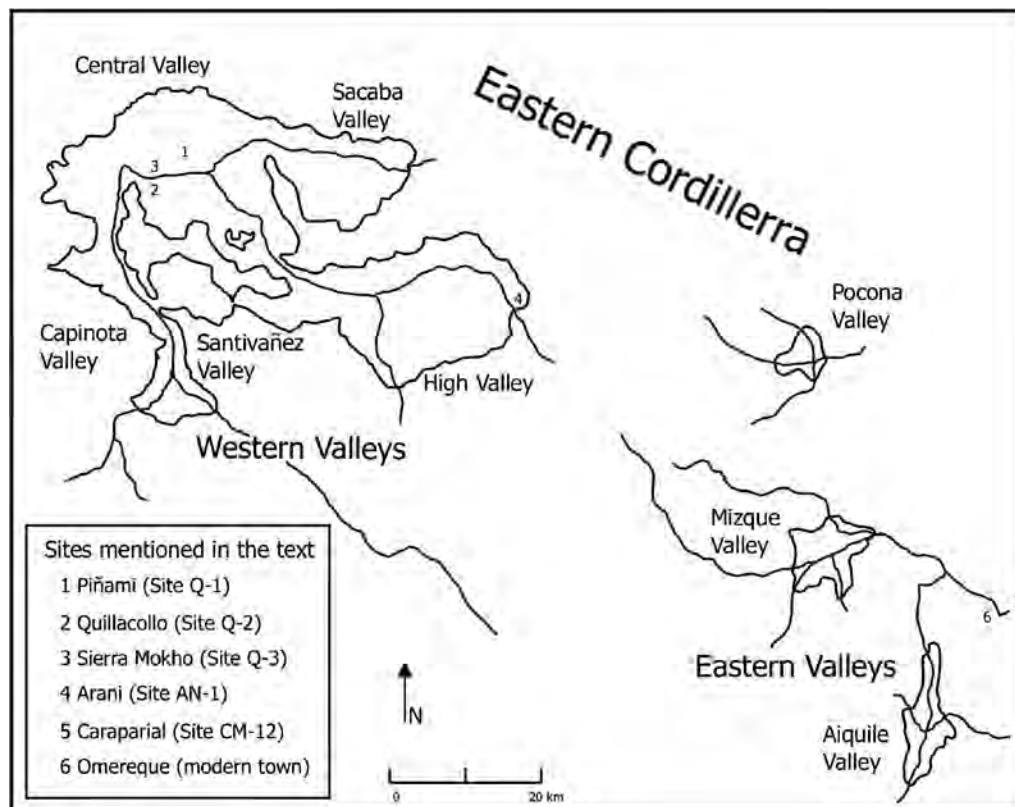 Central Valley
Sacaba
Valley
Eastern Cordillerra
1
3
2
4
Pocona
Valley
Capinota
Valley
Santivañez
Valley
High Valley
Western Valleys
Mizque
Valley
6
Eastern Valleys
Aiquile
Valley
Sites mentioned in the text
1 Piñami (Site Q-1)
2 Quillacollo (Site Q-2)
3 Sierra Mokho (Site Q-3)
4 Arani (Site AN-1)
5 Caraparial (Site CM-12)
6 Omereque (modern town)
N
0 20 km